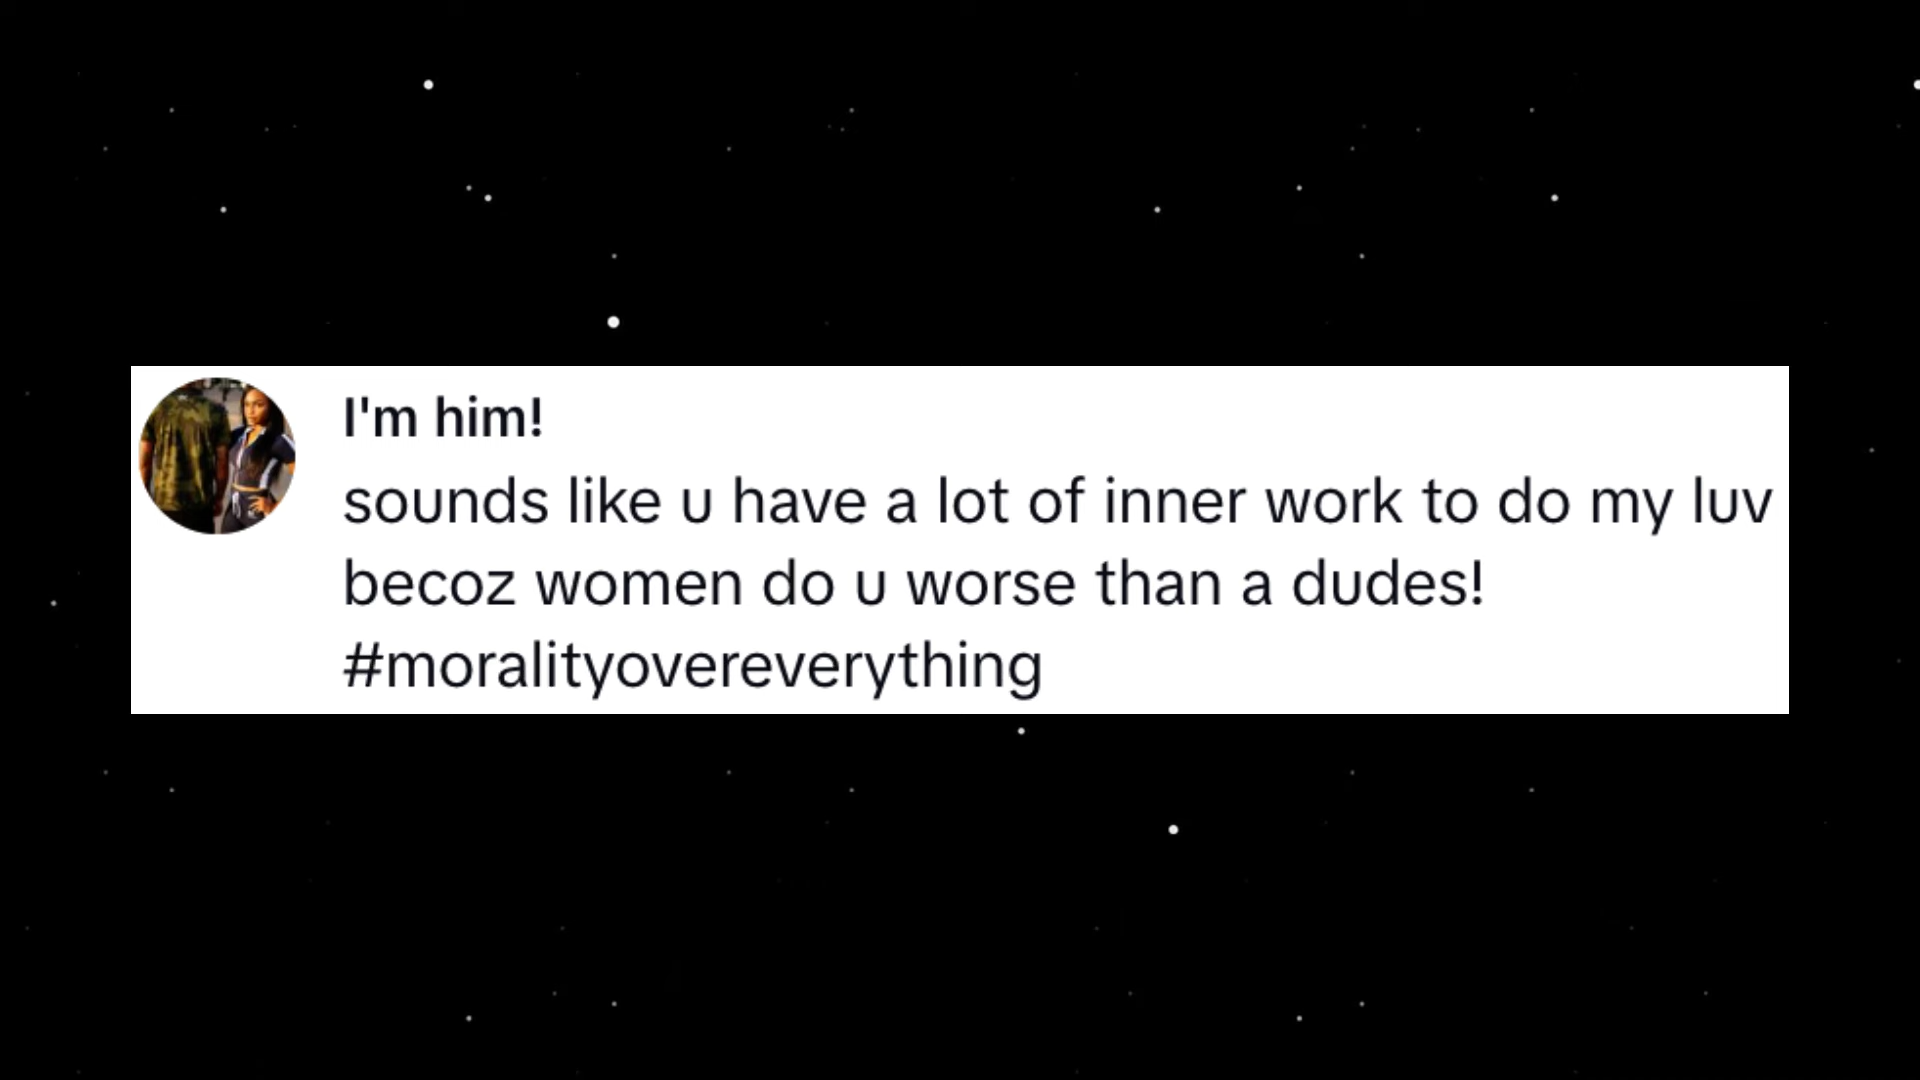 I'm him!
sounds like u have a lot of inner work to do my luv
becoz women do u worse than a dudes!
#moralityovereverything